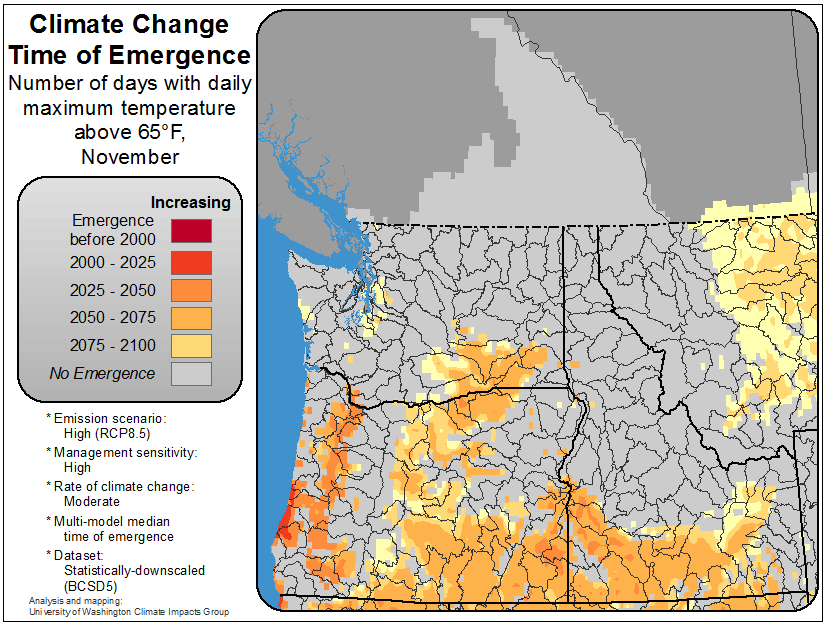 Climate Change
Time of Emergence
Number of days with daily
maximum temperature
above 65°F,
November
Increasing
Emergence
before 2000
2000 - 2025
2025 - 2050
2050 - 2075
2075 - 2100
No Emergence
* Emission scenario:
High (RCP8.5)
* Management sensitivity:
High
* Rate of climate change:
Moderate
* Multi-model median
time of emergence
* Dataset:
Statistically-downscaled
(BCSD5)
Analysis and mapping:
University of Washington Climate Impacts Group